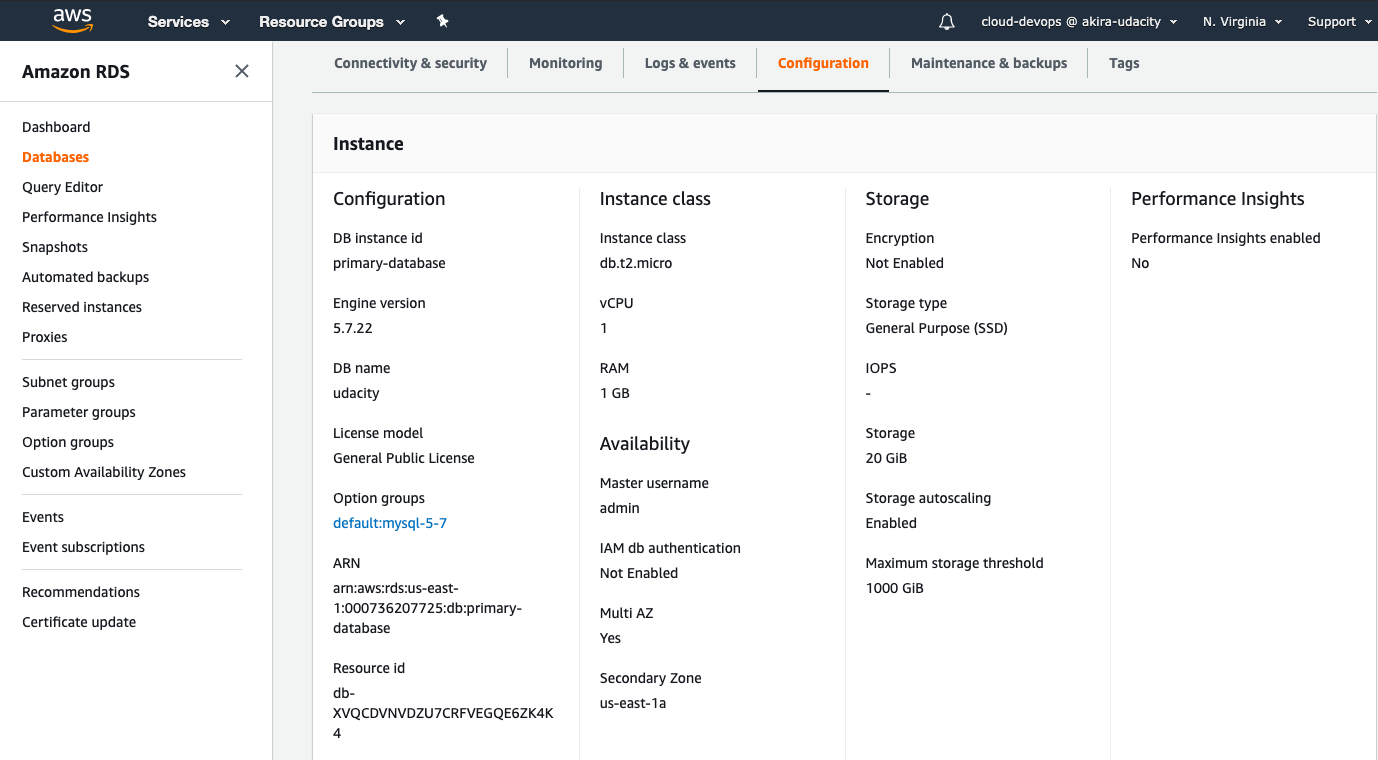 aws
Services
Resource Groups
cloud-devops @ akira-udacity
N. Virginia
Support
Amazon RDS
Dashboard
Databases
Query Editor
Performance Insights
Snapshots
Automated backups
Reserved instances
Proxies
Subnet groups
Parameter groups
Option groups
Custom Availability Zones
Events
Event subscriptions
Recommendations
Certificate update
Connectivity & security
Monitoring
Logs & events
Configuration
Maintenance & backups
Tags
Instance
Configuration
DB instance id
primary-database
Engine version
5.7.22
DB name
udacity
License model
General Public License
Option groups
default:mysql-5-7
ARN
arn:aws:rds:us-east-
1:000736207725:db:primary-
database
Resource id
db-
XVQCDVNVDZU7CRFVEGQE6ZK4K
4
Instance class
Instance class
db.t2.micro
vCPU
1
RAM
1 GB
Availability
Master username
admin
IAM db authentication
Not Enabled
Multi AZ
Yes
Secondary Zone
us-east-1a
Storage
Encryption
Not Enabled
Storage type
General Purpose (SSD)
IOPS
-
Storage
20 GiB
Storage autoscaling
Enabled
Maximum storage threshold
1000 GiB
Performance Insights
Performance Insights enabled
No